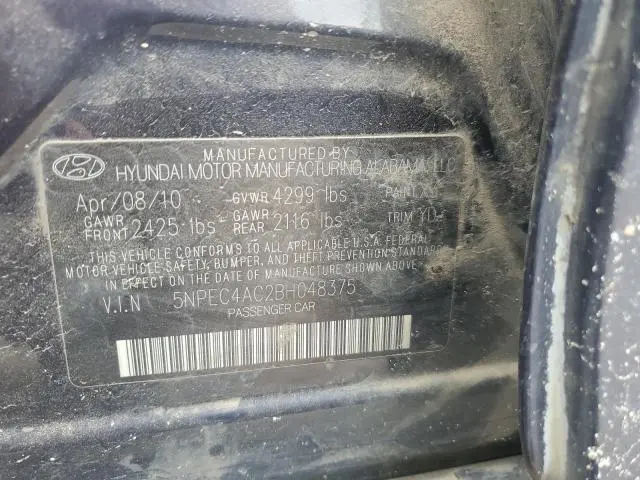 MANUFACTURED BY
HYUNDAI MOTOR MANUFACTURING ALABAMA, LLC
Apr/08/10 GVWR 4299 lbs PAINT
GAWR FRONT 2425 lbs GAWR REAR 2116 lbs TRIM
THIS VEHICLE CONFORMS TO ALL APPLICABLE U.S.A. FEDERAL
MOTOR VEHICLE SAFETY, BUMPER, AND THEFT PREVENTION STANDARDS
IN EFFECT ON THE DATE OF MANUFACTURE SHOWN ABOVE.
V.I.N 5NPEC4AC2BH048375
PASSENGER CAR